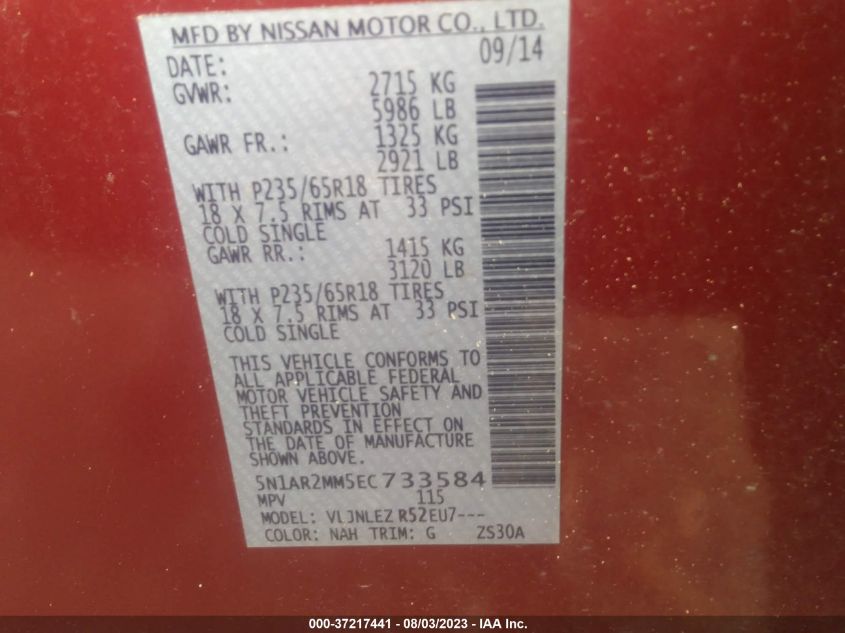 MFD BY NISSAN MOTOR CO., LTD.
DATE: 09/14
GVWR: 2715 KG
5986 LB
GAWR FR.: 1325 KG
2921 LB
WITH P235/65R18 TIRES
18 X 7.5 RIMS AT 33 PSI
COLD SINGLE
GAWR RR.: 1415 KG
3120 LB
WITH P235/65R18 TIRES
18 X 7.5 RIMS AT 33 PSI
COLD SINGLE
THIS VEHICLE CONFORMS TO
ALL APPLICABLE FEDERAL
MOTOR VEHICLE SAFETY AND
THEFT PREVENTION
STANDARDS IN EFFECT ON
THE DATE OF MANUFACTURE
SHOWN ABOVE.
5N1AR2MM5EC733584
MPV 115
MODEL: VLJNLEZ R52EU7---
COLOR: NAH TRIM: G ZS30A
000-37217441 - 08/03/2023 - IAA Inc.